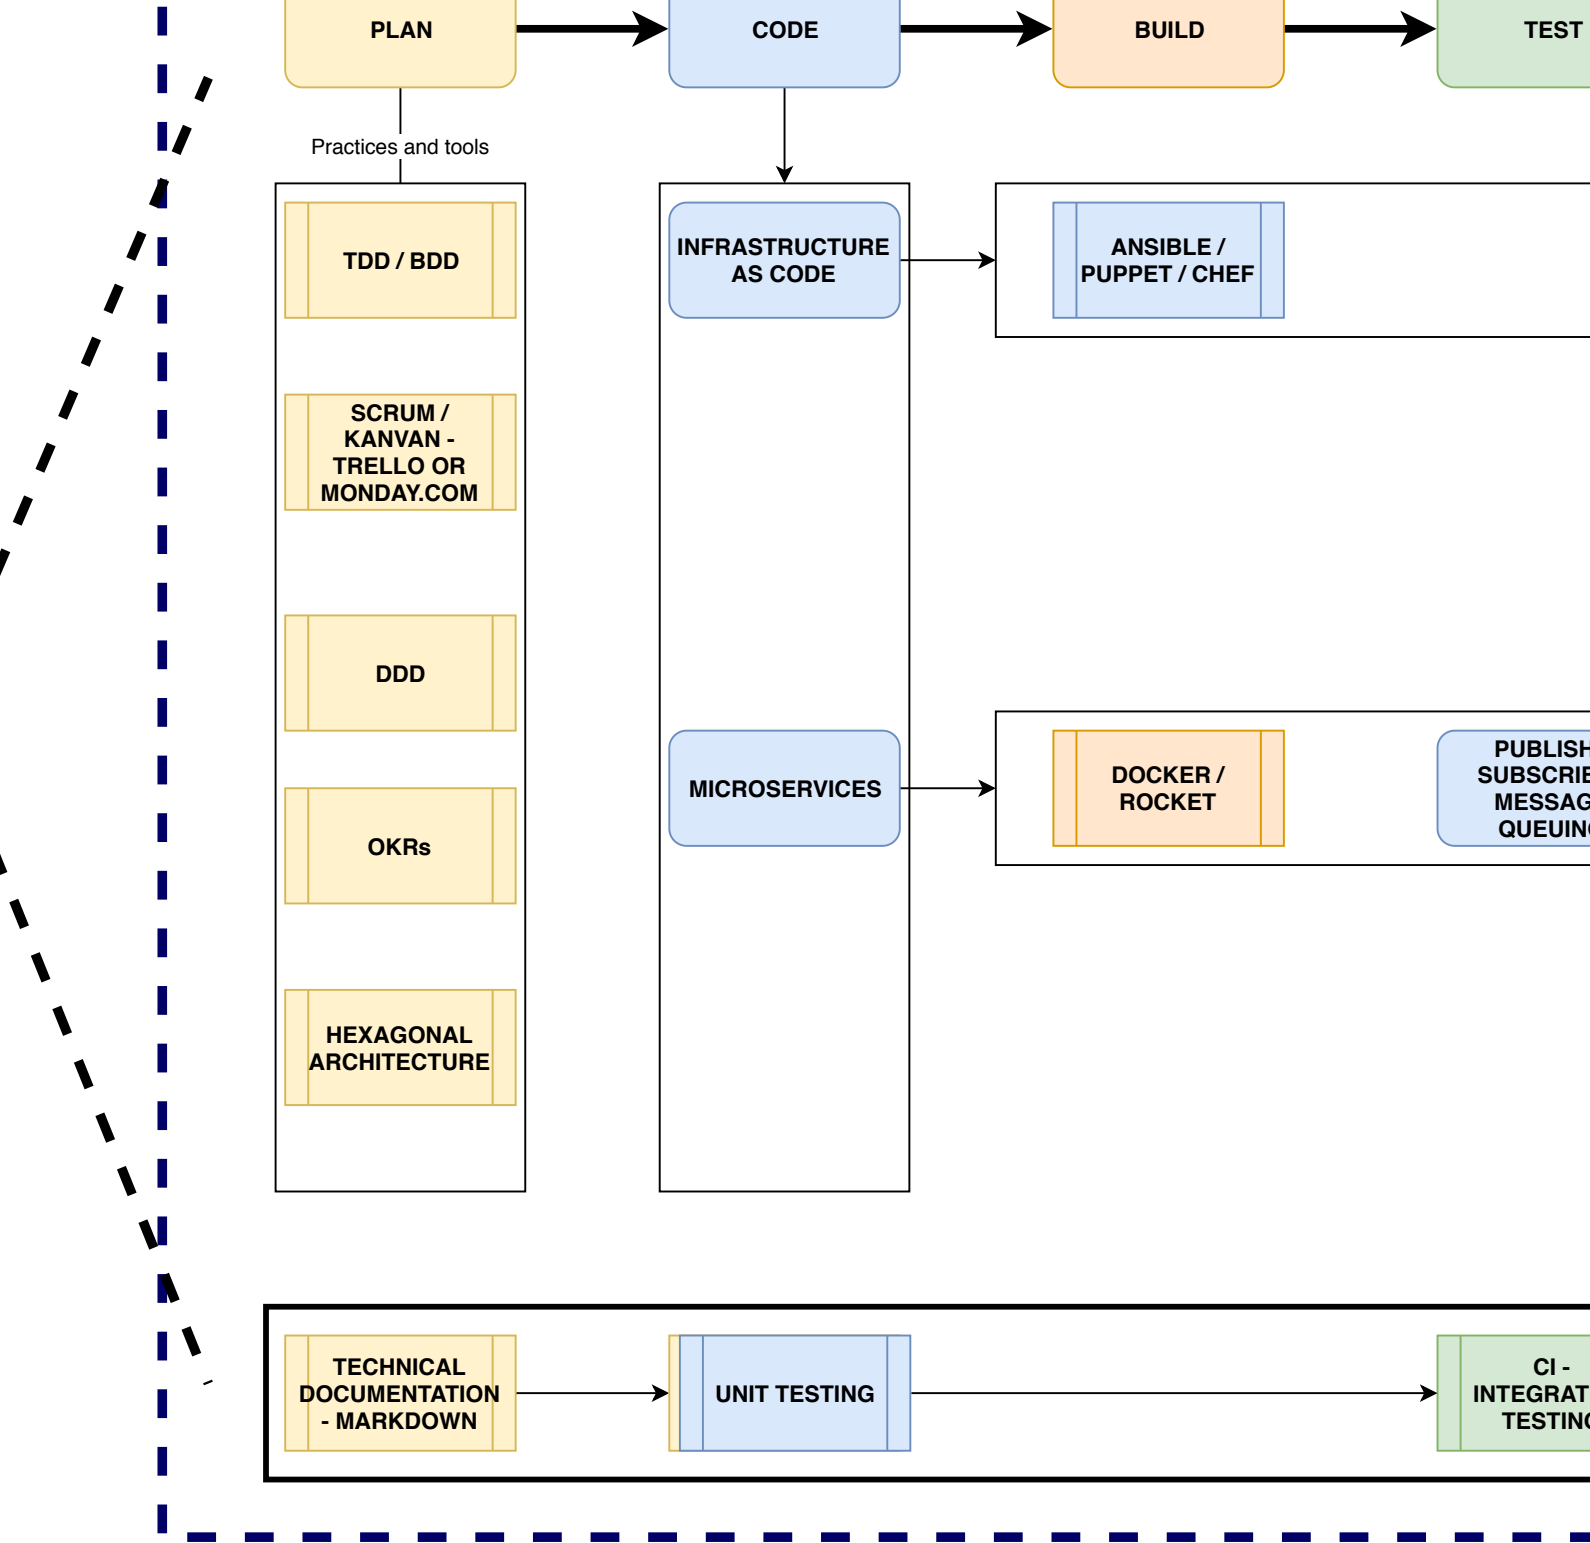 PLAN
CODE
BUILD
TEST
Practices and tools
TDD / BDD
INFRASTRUCTURE
AS CODE
ANSIBLE /
PUPPET / CHEF
SCRUM /
KANVAN -
TRELLO OR
MONDAY.COM
DDD
MICROSERVICES
DOCKER /
ROCKET
PUBLISH
OKRs
HEXAGONAL
ARCHITECTURE
TECHNICAL
DOCUMENTATION
- MARKDOWN
UNIT TESTING
CI -